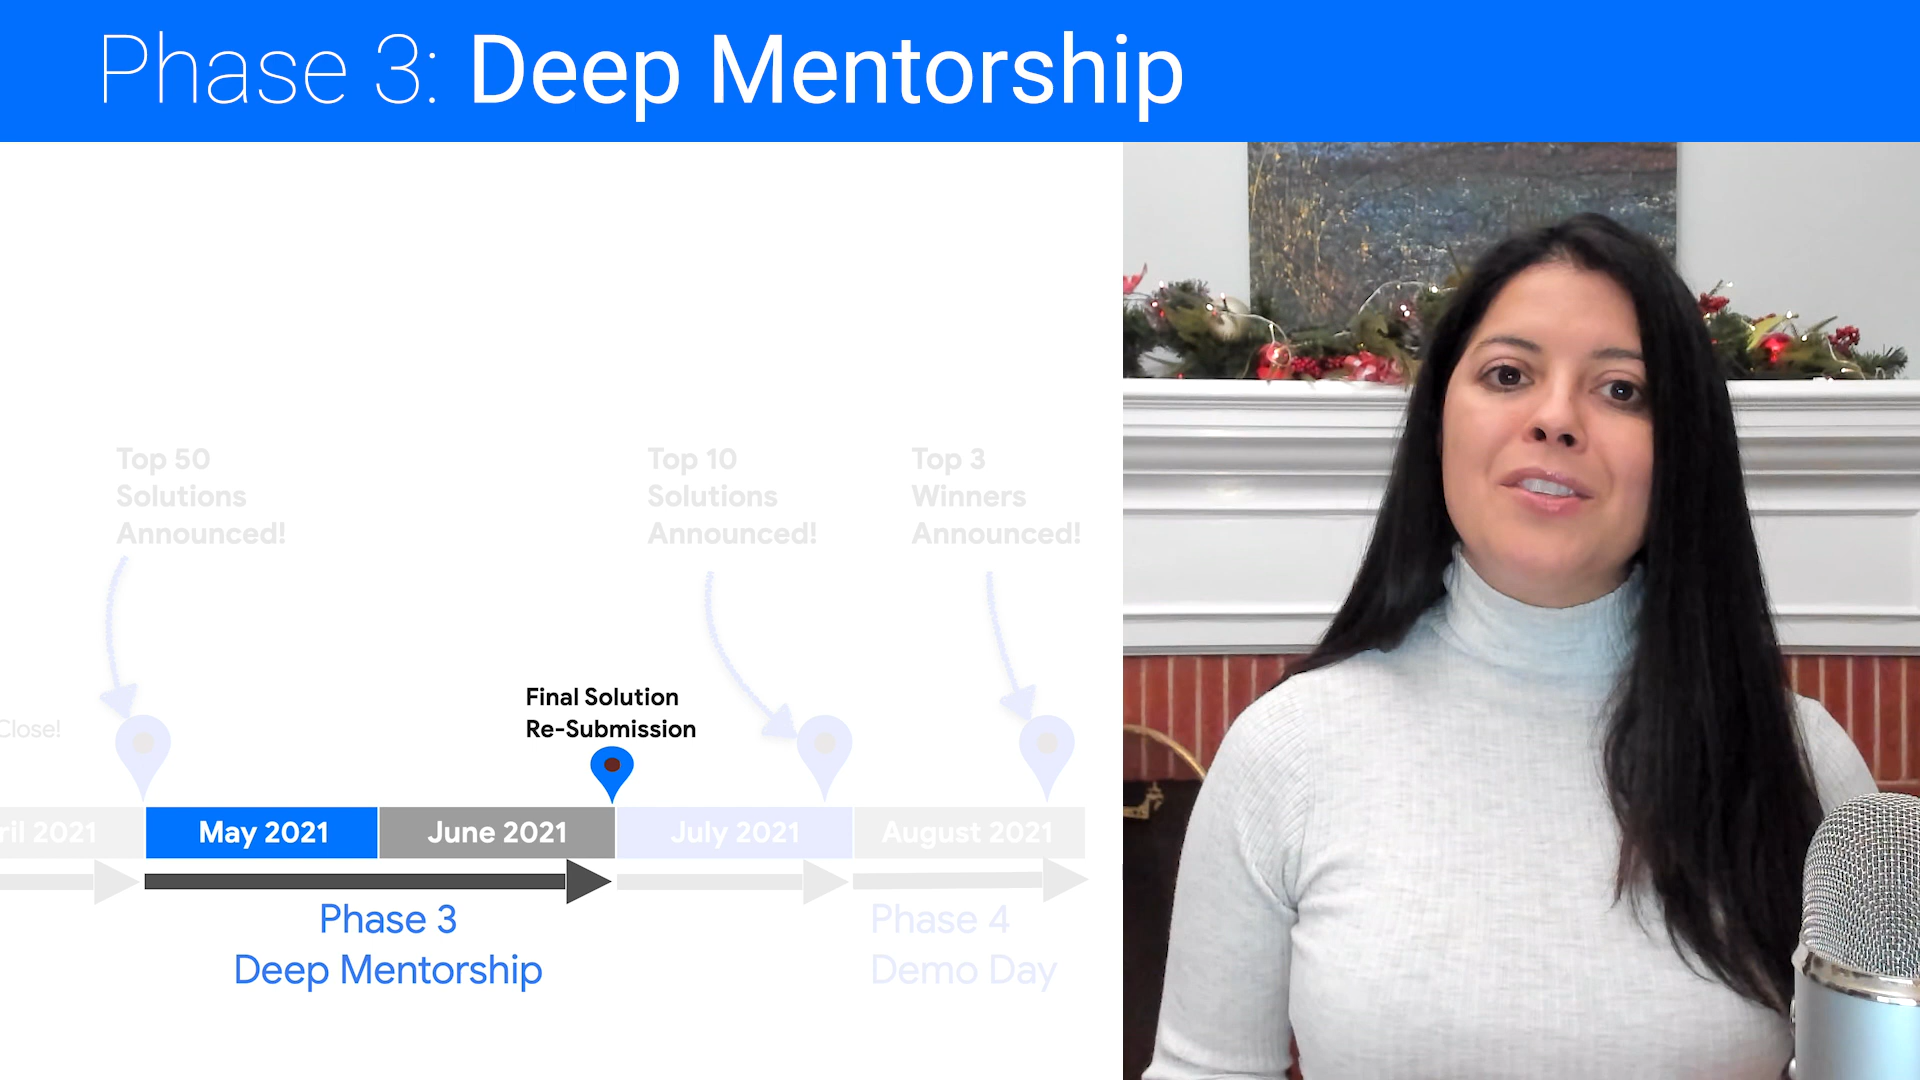 Phase 3: Deep Mentorship
Top 50
Solutions
Announced!
Top 10
Solutions
Announced!
Top 3
Winners
Announced!
Close!
Final Solution
Re-Submission
ril 2021
May 2021
June 2021
July 2021
August 2021
Phase 3
Deep Mentorship
Phase 4
Demo Day